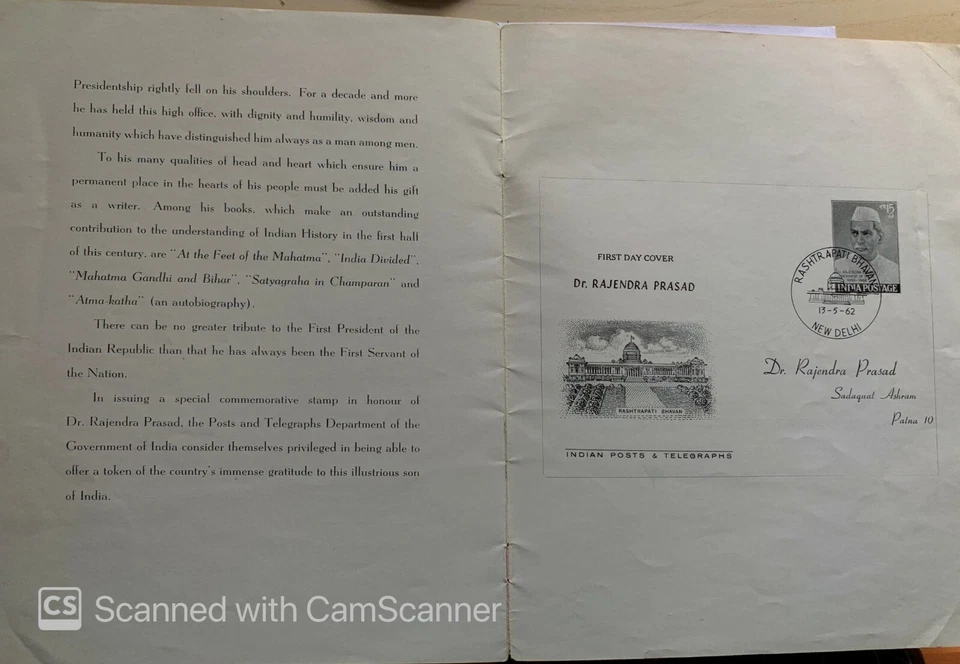 Presidentship rightly fell on his shoulders. For a decade and more
he has held this high office, with dignity and humility, wisdom and
humanity which have distinguished him always as a man among men.
To his many qualities of head and heart which ensure him a
permanent place in the hearts of his people must be added his gift
as a writer. Among his books, which make an outstanding
contribution to the understanding of Indian History in the first half
of this century, are "At the Feet of the Mahatma", "India Divided",
"Mahatma Gandhi and Bihar", "Satyagraha in Champaran" and
"Atma-katha" (an autobiography).
There can be no greater tribute to the First President of the
Indian Republic than that he has always been the First Servant of
the Nation.
In issuing a special commemorative stamp in honour of
Dr. Rajendra Prasad, the Posts and Telegraphs Department of the
Government of India consider themselves privileged in being able to
offer a token of the country's immense gratitude to this illustrious son
of India.
FIRST DAY COVER
Dr. RAJENDRA PRASAD
RASHTRAPATI BHAVAN
INDIAN POSTS & TELEGRAPHS
15
INDIA POSTAGE
RASHTRAPATI BHAVAN
13-5-62
NEW DELHI
Dr. Rajendra Prasad
Sadaquat Ashram
Patna 10
CS Scanned with CamScanner